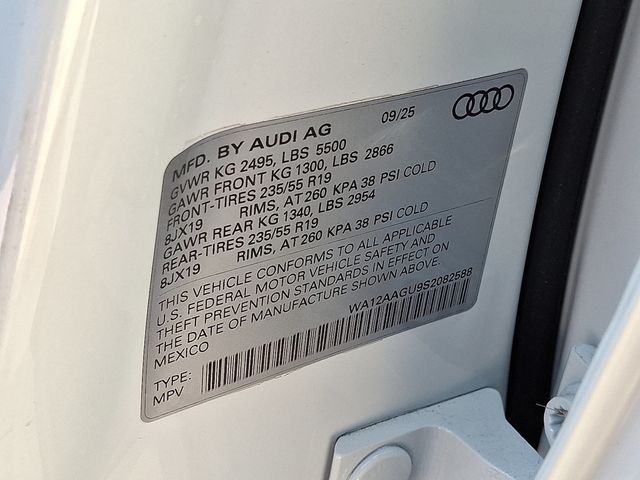 MFD. BY AUDI AG 09/25
GVWR KG 2495, LBS 5500
GAWR FRONT KG 1300, LBS 2866
FRONT-TIRES 235/55 R19
8JX19 RIMS, AT 260 KPA 38 PSI COLD
GAWR REAR KG 1340, LBS 2954
REAR-TIRES 235/55 R19
8JX19 RIMS, AT 260 KPA 38 PSI COLD
THIS VEHICLE CONFORMS TO ALL APPLICABLE
U.S. FEDERAL MOTOR VEHICLE SAFETY AND
THEFT PREVENTION STANDARDS IN EFFECT ON
THE DATE OF MANUFACTURE SHOWN ABOVE.
MEXICO WA12AAGU9S2082588
TYPE:
MPV